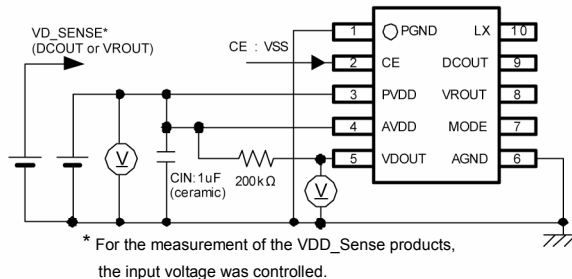 VD_SENSE*
(DCOUT or VROUT)
CE : VSS
1 PGND LX 10
2 CE DCOUT 9
3 PVDD VROUT 8
4 AVDD MODE 7
5 VDOUT AGND 6
V
CIN:1uF
(ceramic)
200kΩ
V
* For the measurement of the VDD_Sense products,
the input voltage was controlled.